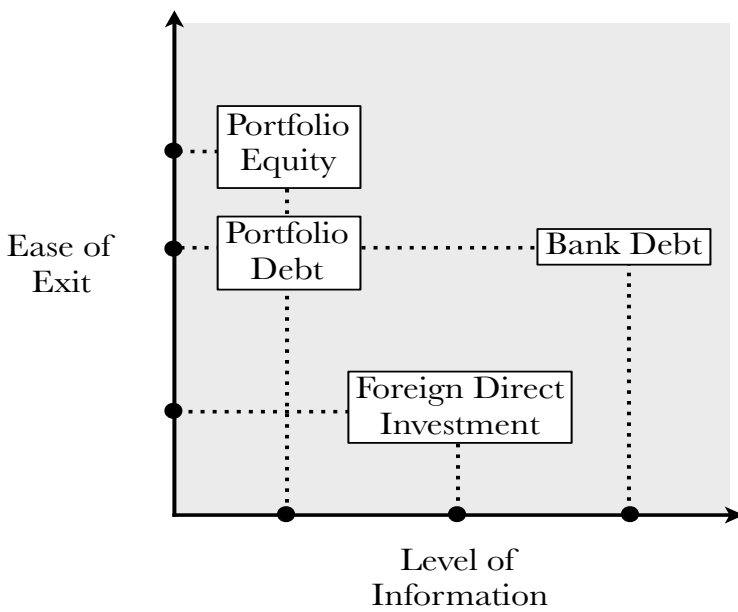 Portfolio
Equity
Ease of
Exit
Portfolio
Debt
Bank Debt
Foreign Direct
Investment
Level of
Information